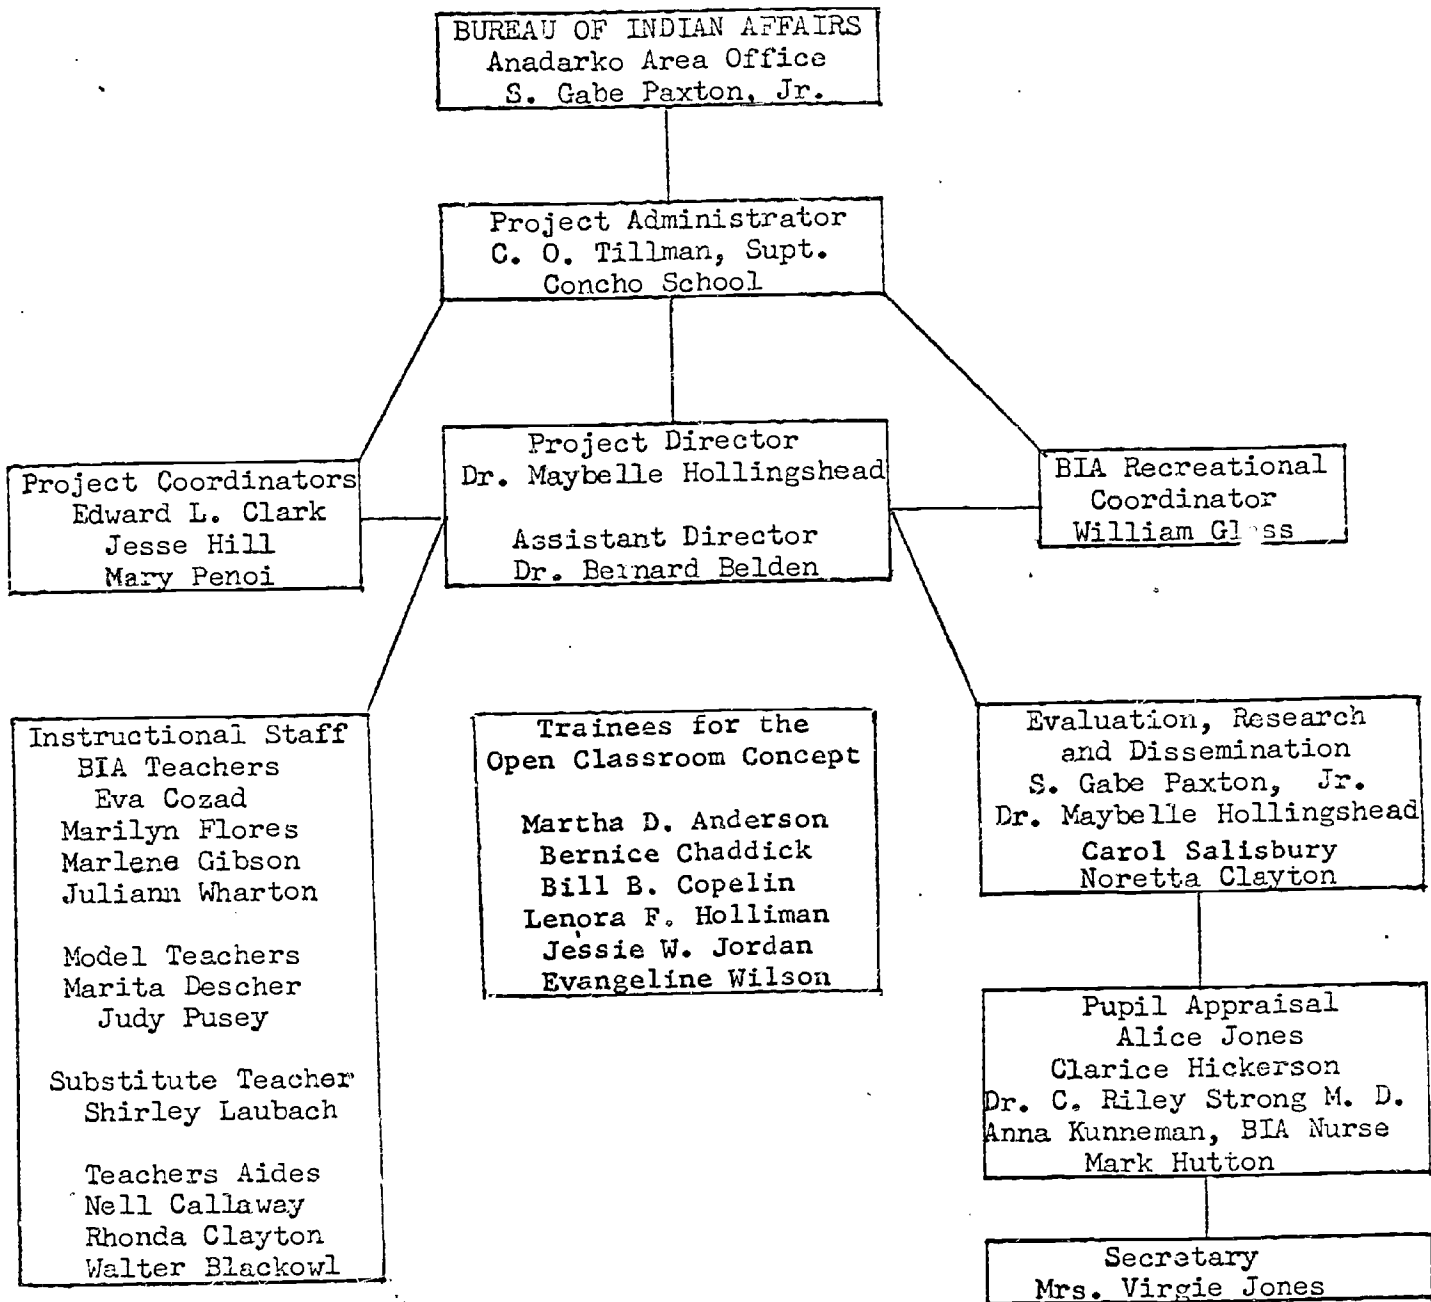 BUREAU OF INDIAN AFFAIRS
Anadarko Area Office
S. Gabe Paxton, Jr.
Project Administrator
C. O. Tillman, Supt.
Concho School
Project Coordinators
Edward L. Clark
Jesse Hill
Mary Penoi
Project Director
Dr. Maybelle Hollingshead
Assistant Director
Dr. Bernard Belden
BIA Recreational
Coordinator
William
Instructional Staff
BIA Teachers
Eva Cozad
Marilyn Flores
Marlene Gibson
Juliann Wharton
Model Teachers
Marita Descher
Judy Pusey
Substitute Teacher
Shirley Laubach
Teachers Aides
Nell Callaway
Rhonda Clayton
Walter Blackowl
Trainees for the
Open Classroom Concept
Martha D. Anderson
Bernice Chaddick
Bill B. Copelin
Lenora F. Holliman
Jessie W. Jordan
Evangeline Wilson
Evaluation, Research
and Dissemination
S. Gabe Paxton, Jr.
Dr. Maybelle Hollingshead
Carol Salisbury
Noretta Clayton
Pupil Appraisal
Alice Jones
Clarice Hickerson
Dr. C. Riley Strong M. D.
Anna Kunneman, BIA Nurse
Mark Hutton
Secretary
Mrs. Virgie Jones